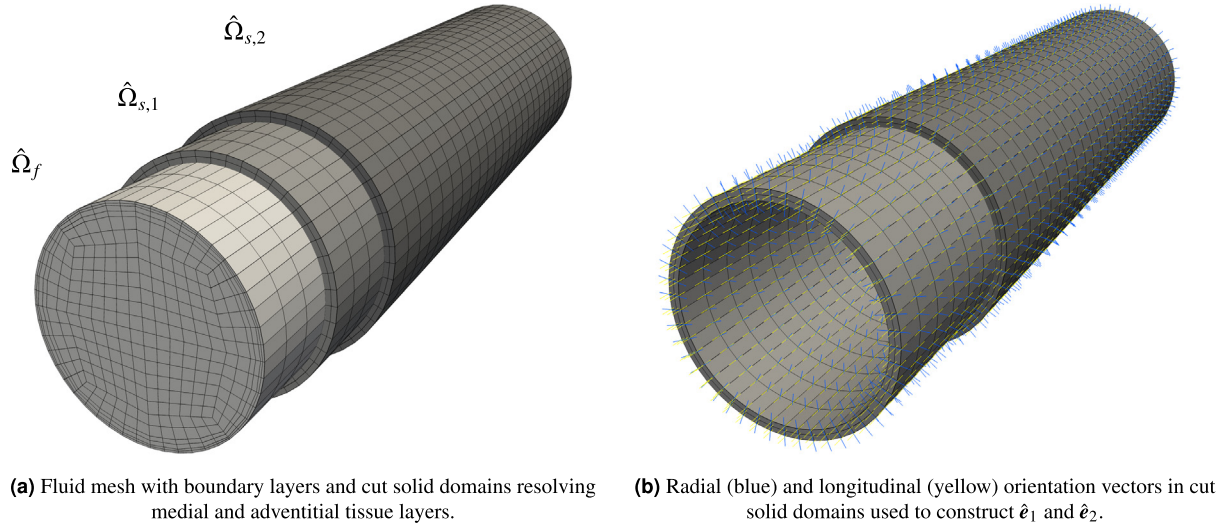 Ω̂s,2
Ω̂s,1
Ω̂f
(a) Fluid mesh with boundary layers and cut solid domains resolving
medial and adventitial tissue layers.
(b) Radial (blue) and longitudinal (yellow) orientation vectors in cut
solid domains used to construct ê1 and ê2.